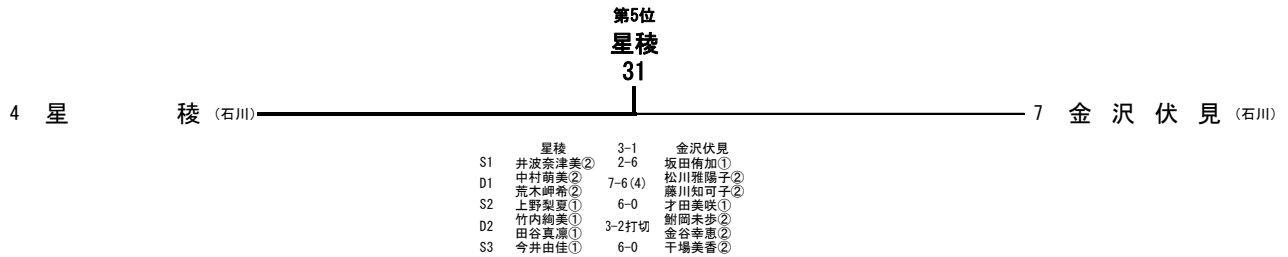 第5位
星稜
31
4 星 稜 (石川) 7 金 沢 伏 見 (石川)
星稜 3-1 金沢伏見
S1 井波奈津美② 2-6 坂田侑加①
D1 中村萌美② 荒木岬希② 7-6(4) 松川雅陽子② 藤川知可子②
S2 上野梨夏① 6-0 才田美咲①
D2 竹内絢美① 田谷真凛① 3-2打切 鮒岡未歩② 金谷幸恵②
S3 今井由佳① 6-0 干場美香②